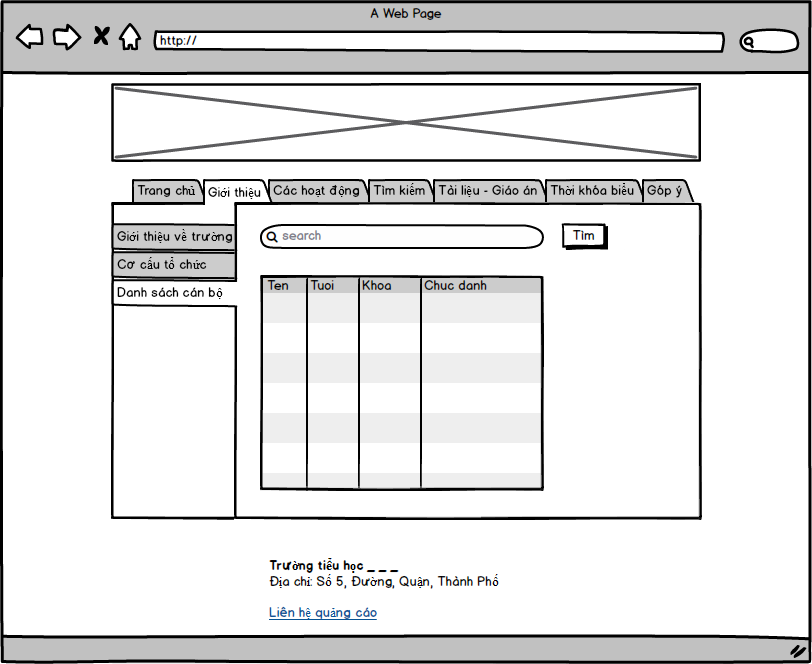 A Web Page
http://
Trang chủ Giới thiệu Các hoạt động Tìm kiếm Tài liệu - Giáo án Thời khóa biểu Góp ý
Giới thiệu về trường
search
Tìm
Cơ cấu tổ chức
Danh sách cán bộ
Ten Tuoi Khoa Chuc danh
Trường tiểu học _ _ _
Địa chỉ: Số 5, Đường, Quận, Thành Phố
Liên hệ quảng cáo